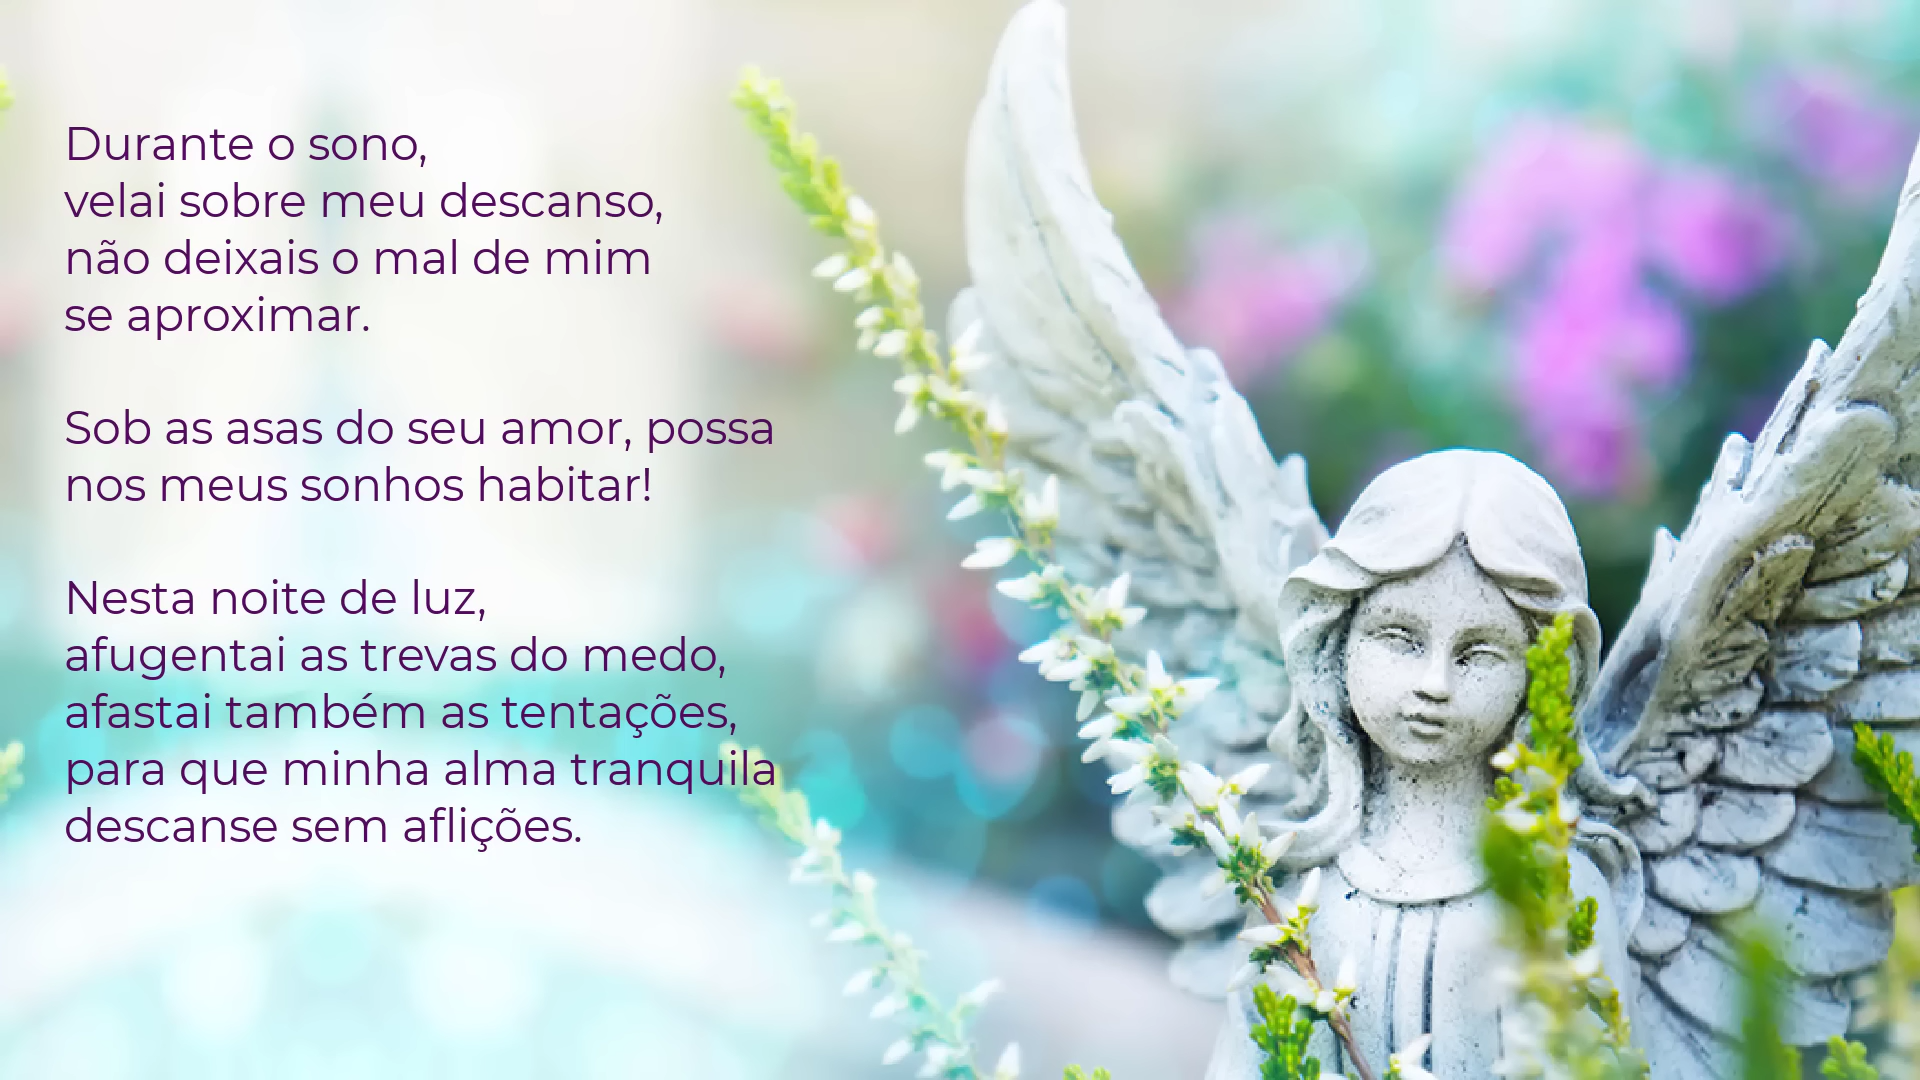 Durante o sono,
velai sobre meu descanso,
não deixais o mal de mim
se aproximar.
Sob as asas do seu amor, possa
nos meus sonhos habitar!
Nesta noite de luz,
afugentai as trevas do medo,
afastai também as tentações,
para que minha alma tranquila
descanse sem aflições.